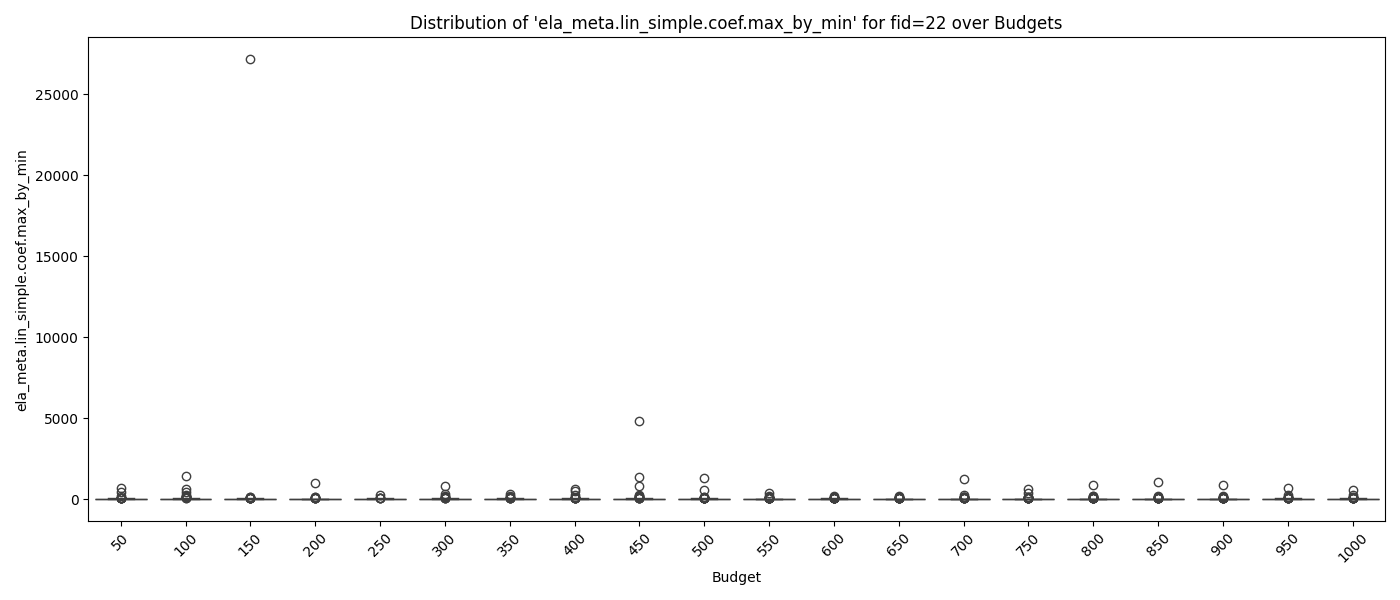 Distribution of 'ela_meta.lin_simple.coef.max_by_min' for fid=22 over Budgets
ela_meta.lin_simple.coef.max_by_min
25000
20000
15000
10000
5000
0
50 100 150 200 250 300 350 400 450 500 550 600 650 700 750 800 850 900 950 1000
Budget